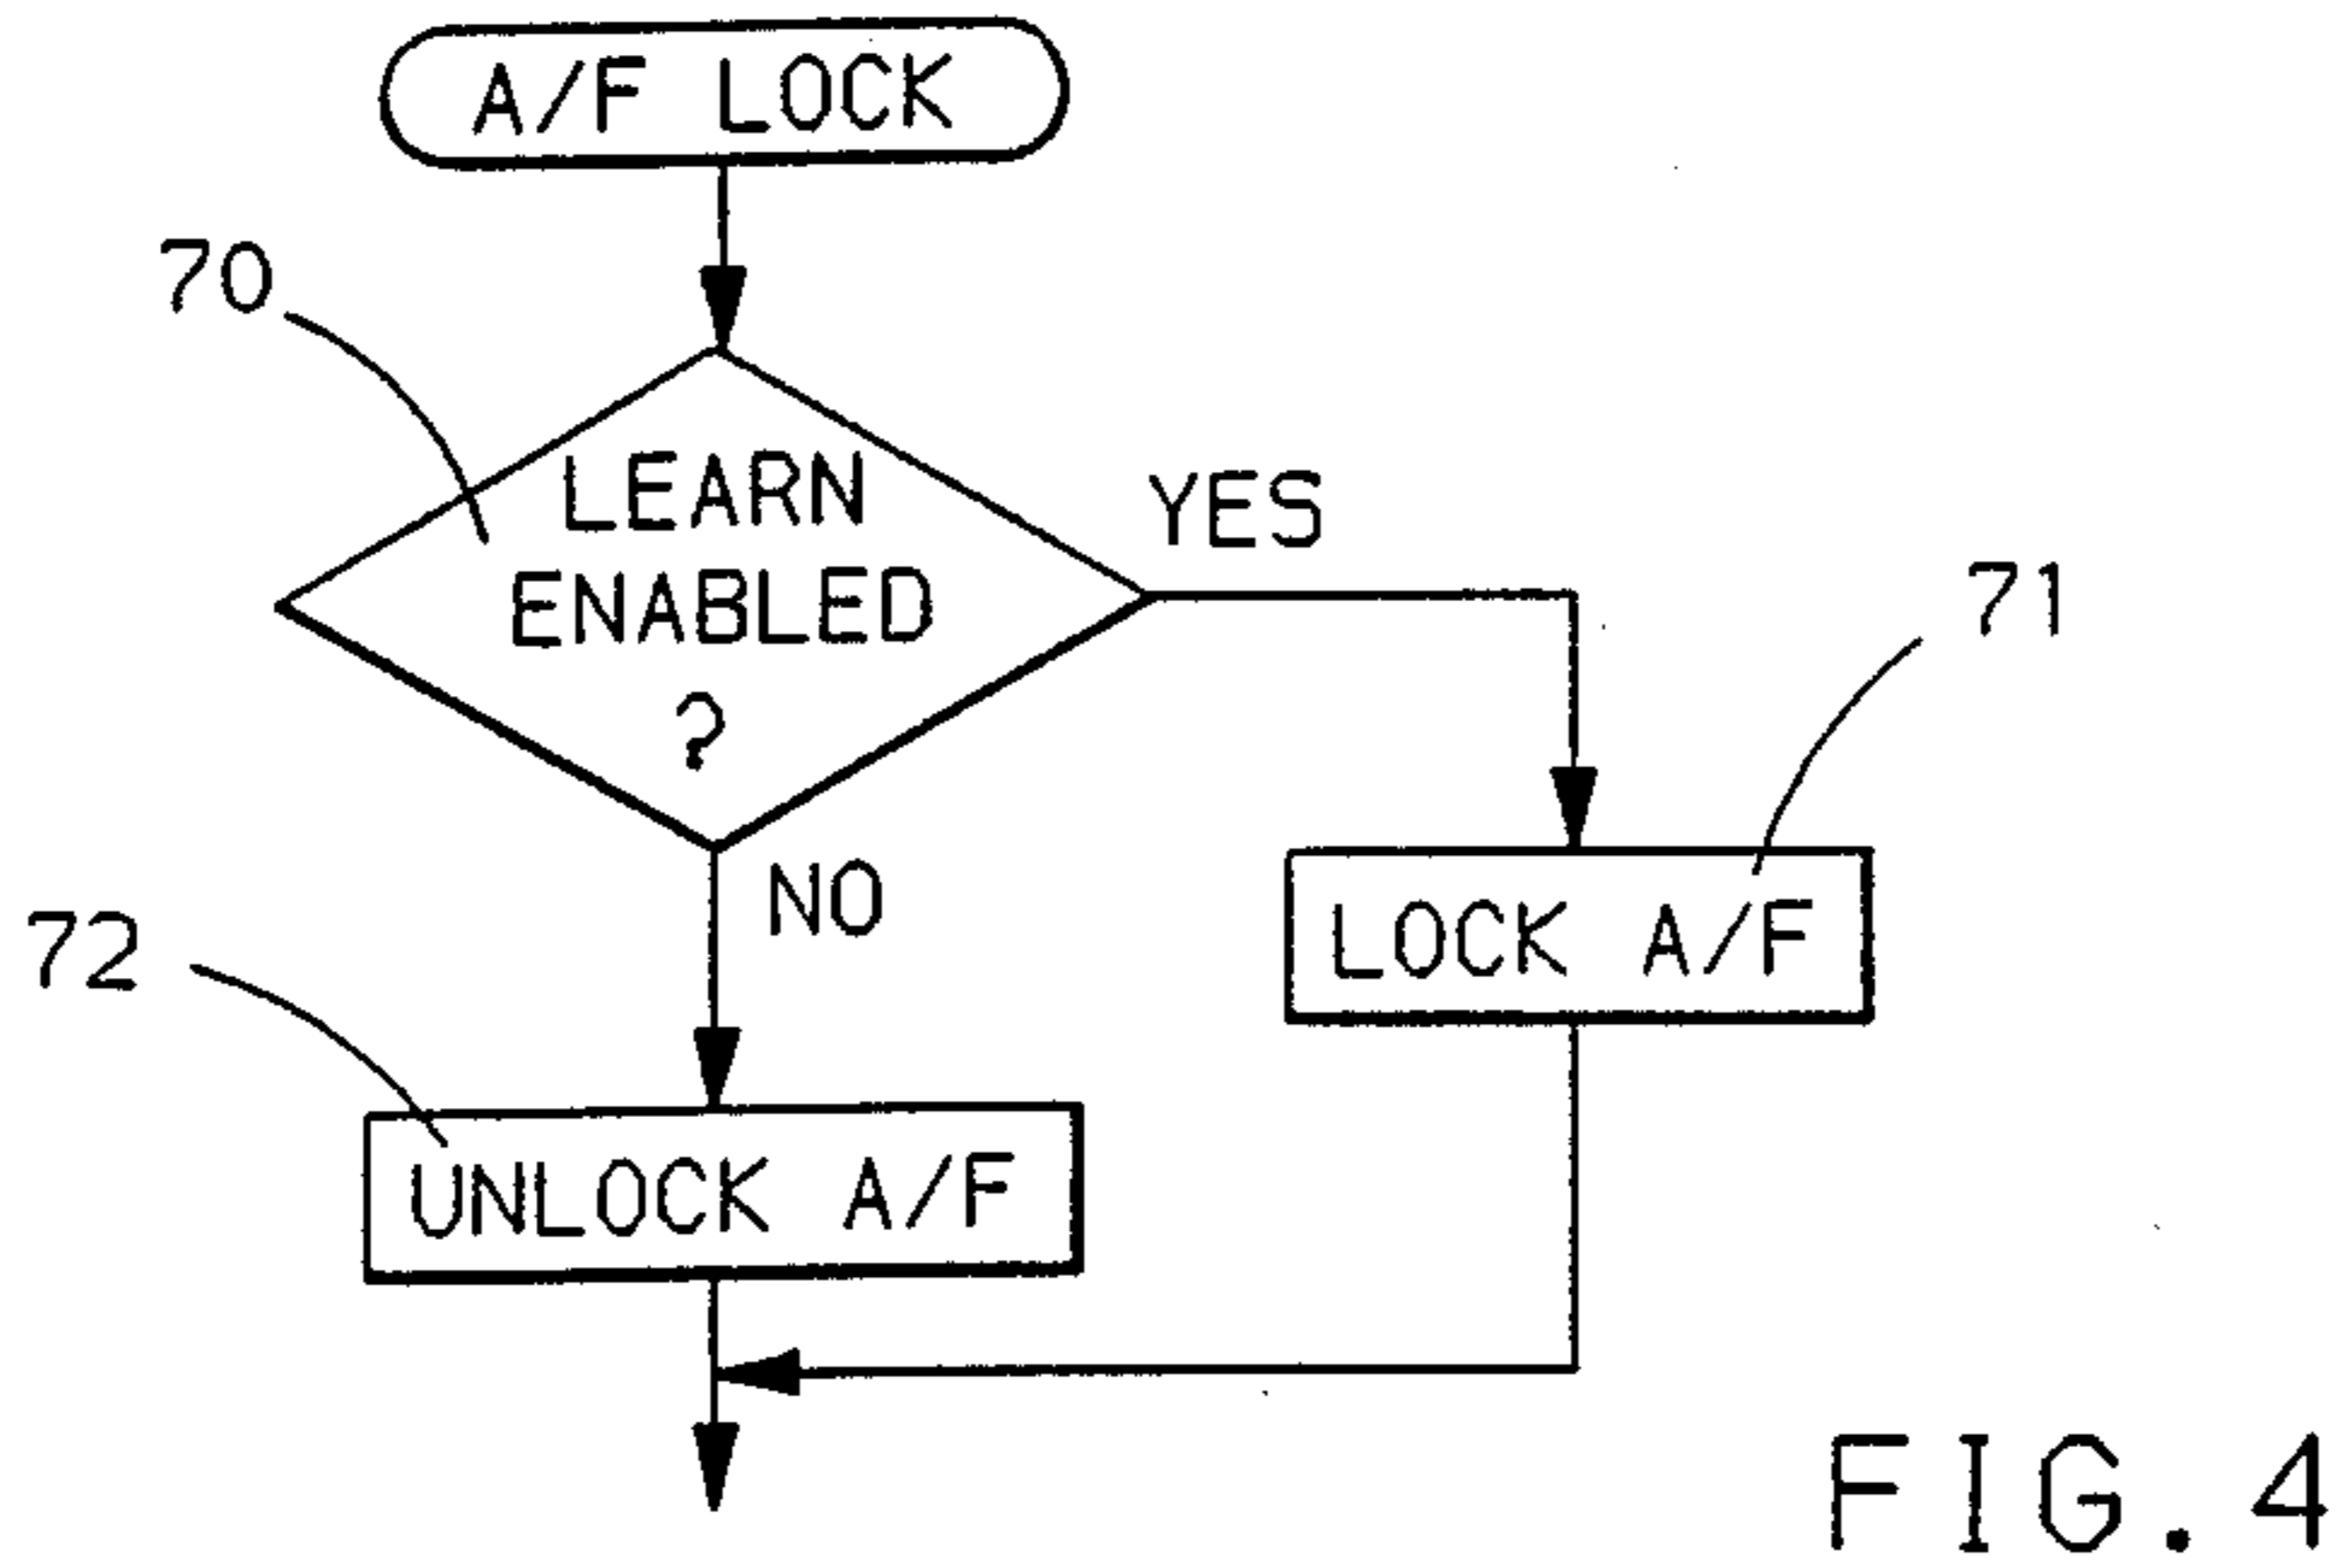 A/F LOCK
70
LEARN
ENABLED
?
YES
71
NO
LOCK A/F
72
UNLOCK A/F
FIG. 4